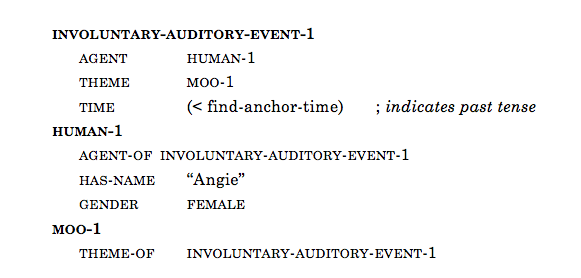 INVOLUNTARY-AUDITORY-EVENT-1
AGENT HUMAN-1
THEME MOO-1
TIME (< find-anchor-time) ; indicates past tense
HUMAN-1
AGENT-OF INVOLUNTARY-AUDITORY-EVENT-1
HAS-NAME “Angie”
GENDER FEMALE
MOO-1
THEME-OF INVOLUNTARY-AUDITORY-EVENT-1